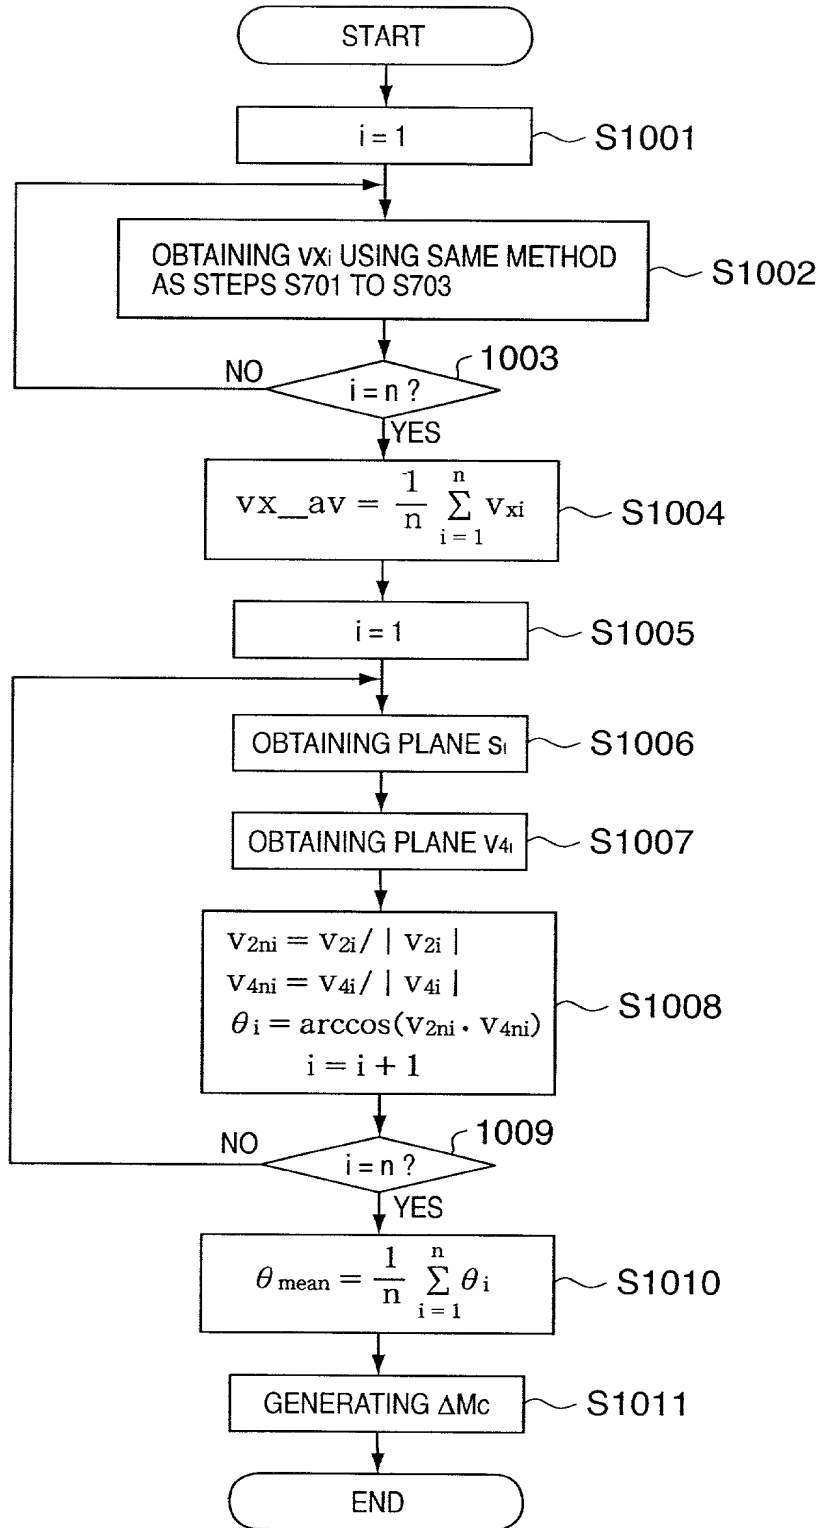 START
i = 1
S1001
OBTAINING vxi USING SAME METHOD
AS STEPS S701 TO S703
S1002
1003
NO
i = n ?
YES
vx_av = 1/n Σ_{i = 1}^{n} vxi
S1004
i = 1
S1005
OBTAINING PLANE si
S1006
OBTAINING PLANE v4i
S1007
v2ni = v2i / | v2i |
v4ni = v4i / | v4i |
θi = arccos(v2ni · v4ni)
i = i + 1
S1008
1009
NO
i = n ?
YES
θmean = 1/n Σ_{i = 1}^{n} θi
S1010
GENERATING ΔMc
S1011
END